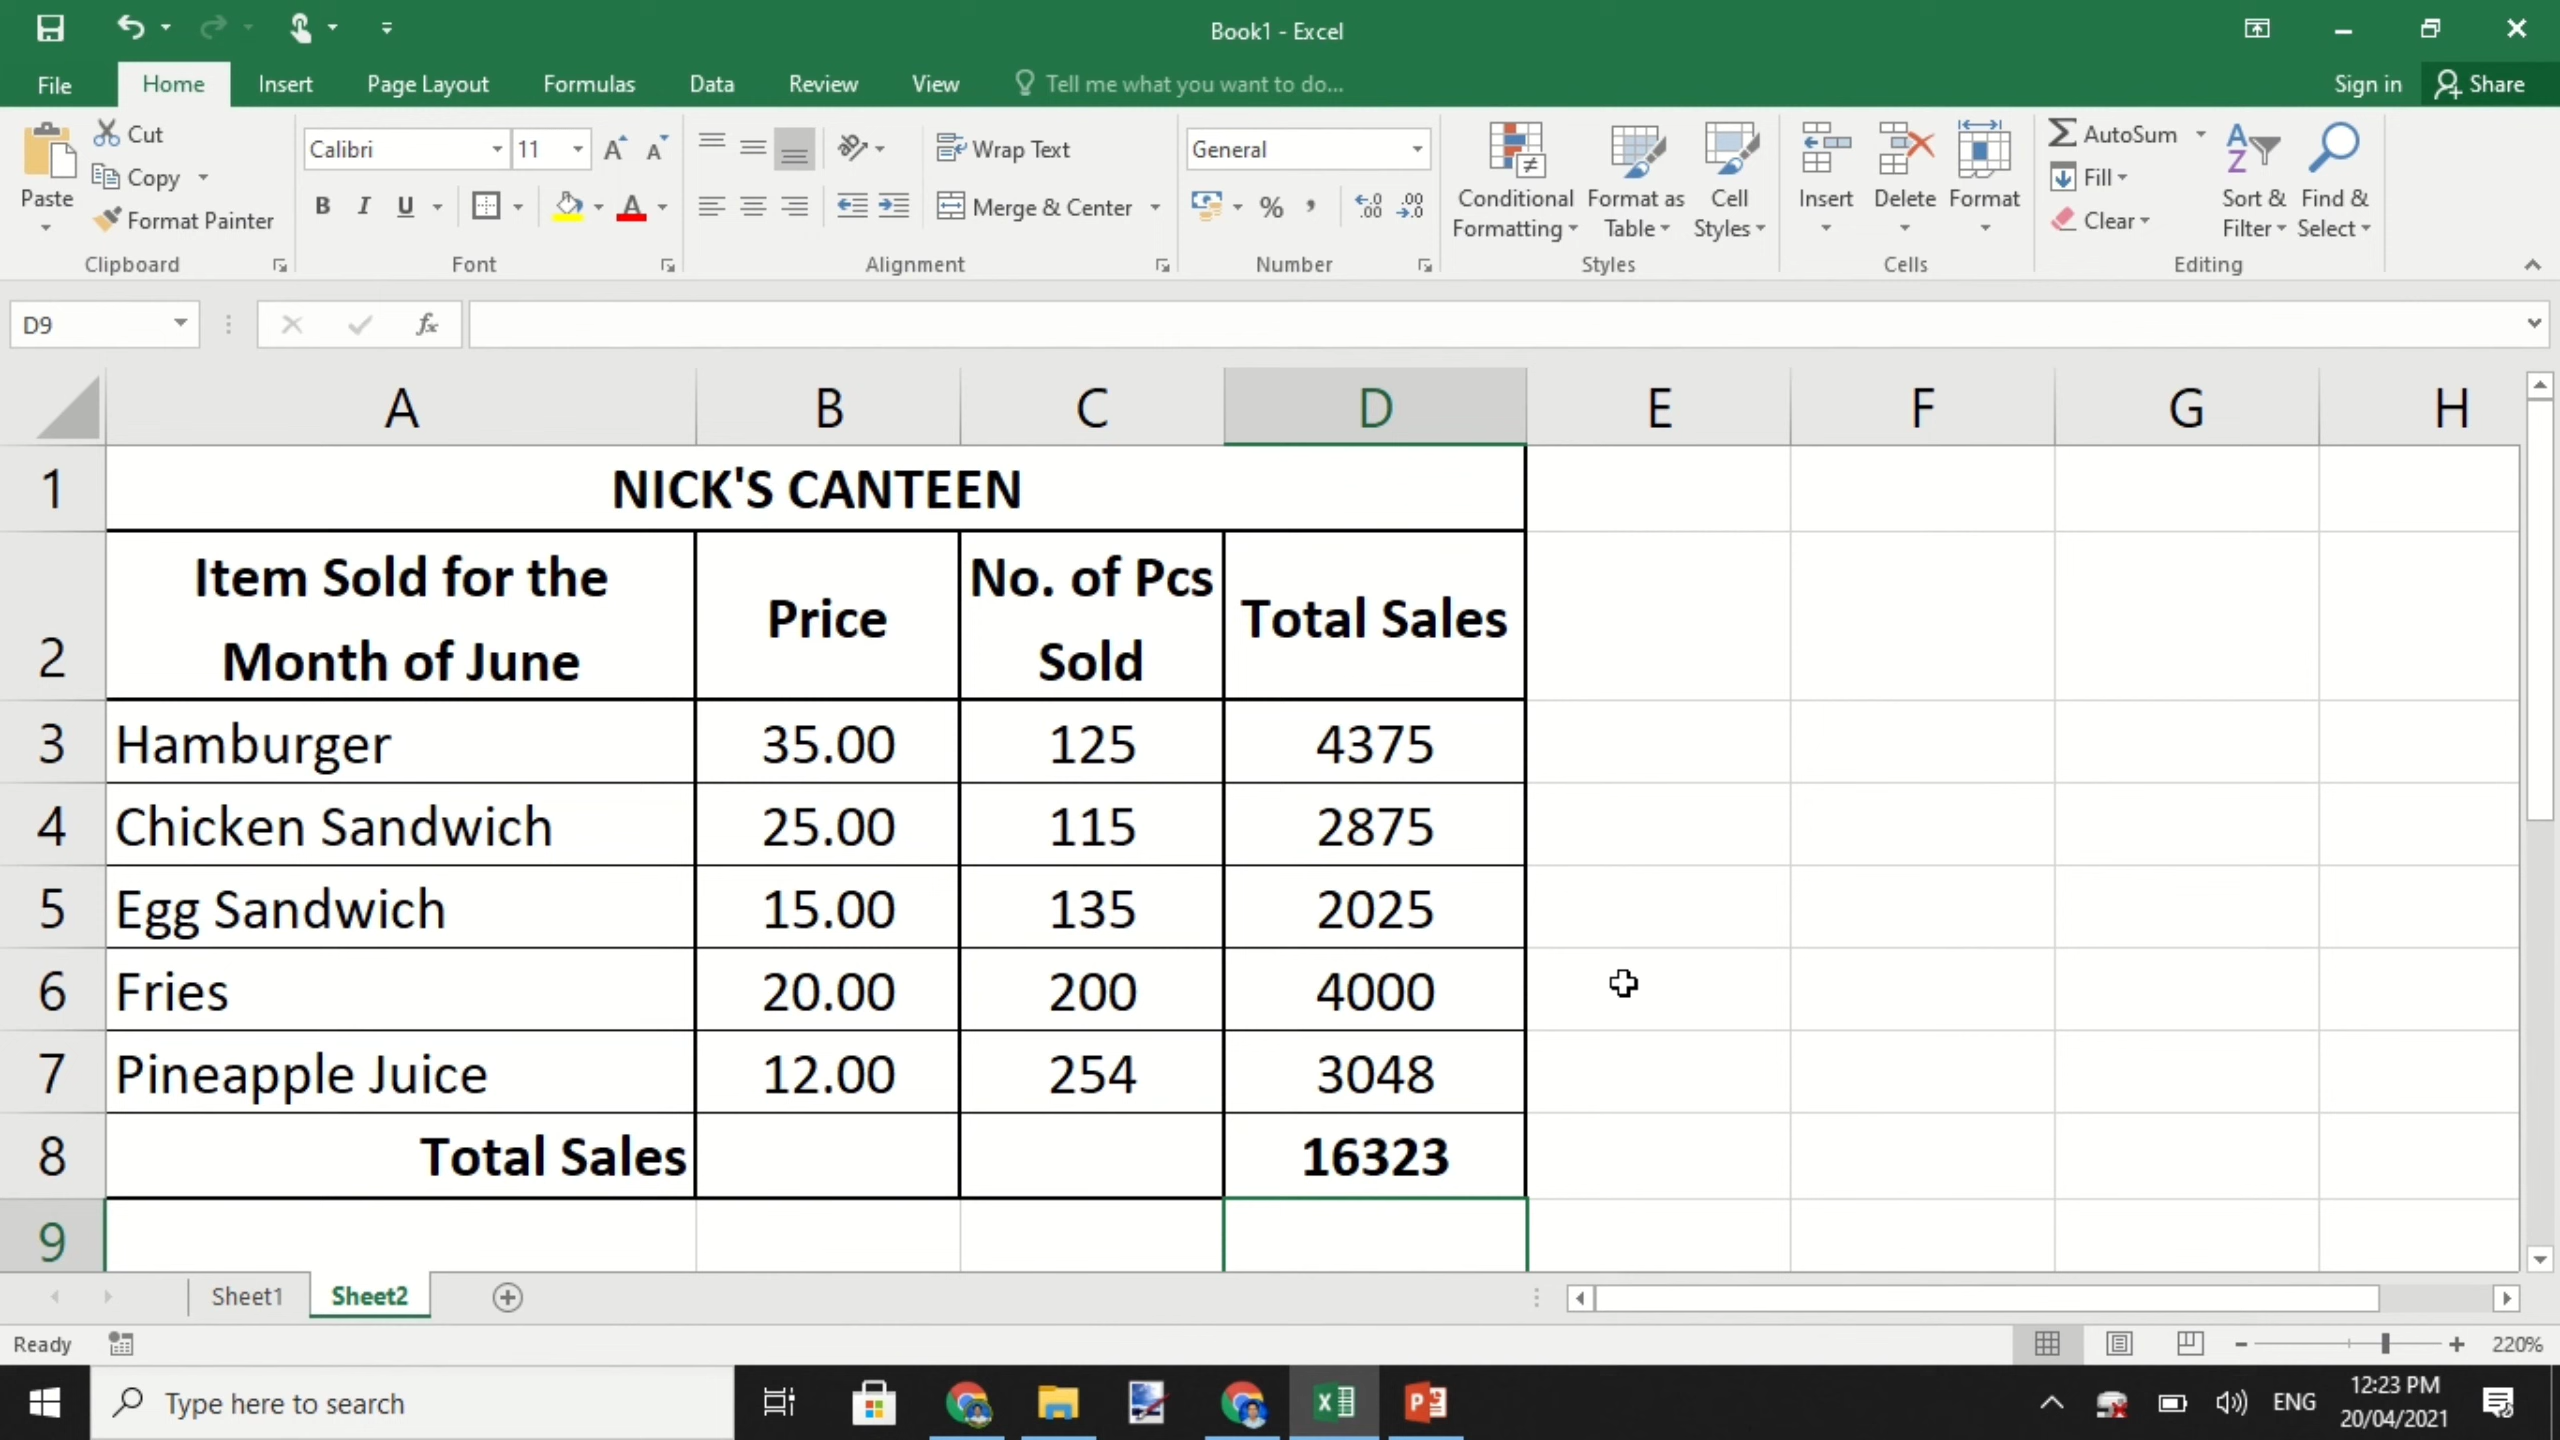 Book1 - Excel
File Home Insert Page Layout Formulas Data Review View Tell me what you want to do... Sign in Share
Paste Cut Copy Format Painter Clipboard
Calibri 11 A A B I U A Font
Wrap Text Merge & Center Alignment
General % , .0 .00 .00 .0 Number
Conditional Formatting Format as Table Cell Styles Styles
Insert Delete Format Cells
AutoSum Fill Clear Sort & Filter Find & Select Editing
D9 fx
A B C D E F G H
1 NICK'S CANTEEN
2 Item Sold for the Month of June Price No. of Pcs Sold Total Sales
3 Hamburger 35.00 125 4375
4 Chicken Sandwich 25.00 115 2875
5 Egg Sandwich 15.00 135 2025
6 Fries 20.00 200 4000
7 Pineapple Juice 12.00 254 3048
8 Total Sales 16323
9
Sheet1 Sheet2
Ready 220%
Type here to search ENG 12:23 PM
20/04/2021